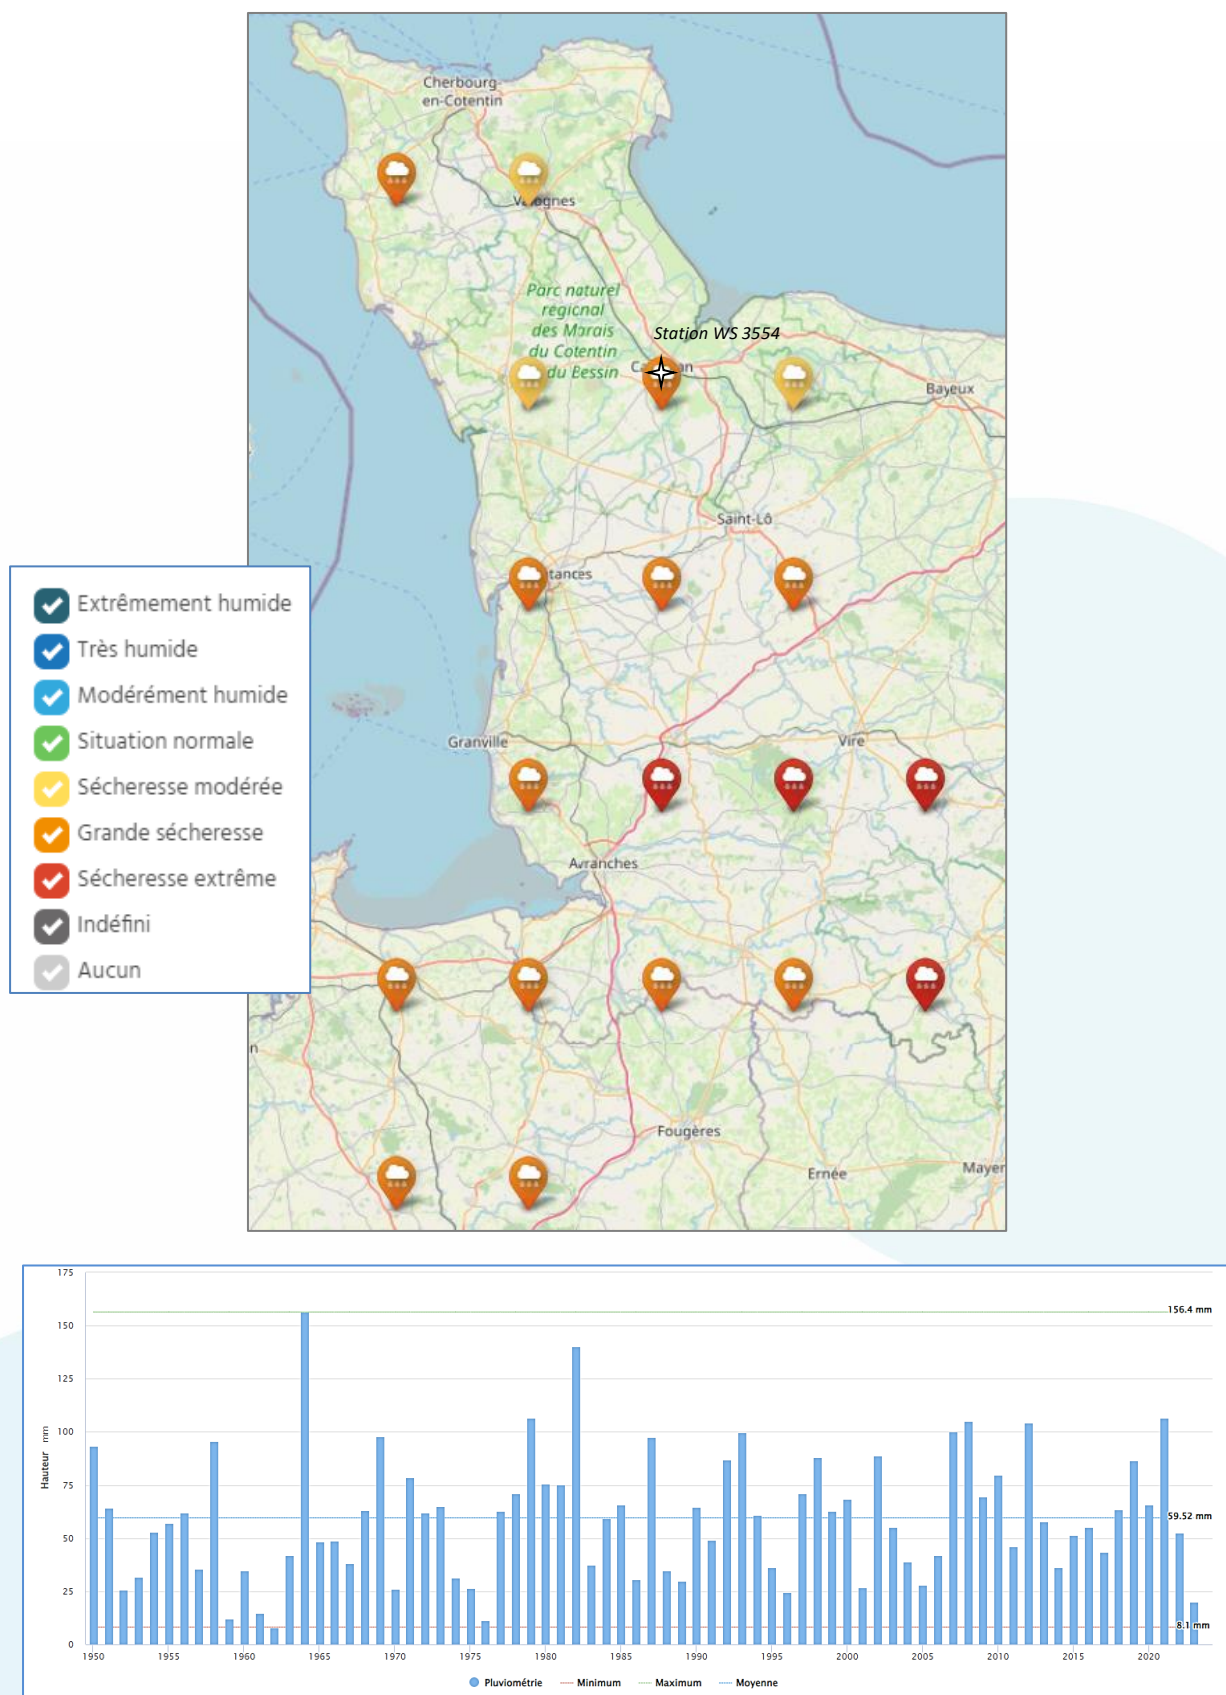 Cherbourg-
en-Cotentin
Parc naturel
régional
des Marais
du Cotentin
du Bessin
Station WS 3554
Bayeux
Saint-Lô
tances
Granville
Vire
Avranches
Fougères
Ernée
Mayen
n
Extrêmement humide
Très humide
Modérément humide
Situation normale
Sécheresse modérée
Grande sécheresse
Sécheresse extrême
Indéfini
Aucun
175
150
125
100
75
50
25
0
Hauteur mm
156.4 mm
59.52 mm
8.1 mm
1950 1955 1960 1965 1970 1975 1980 1985 1990 1995 2000 2005 2010 2015 2020
Pluviométrie Minimum Maximum Moyenne